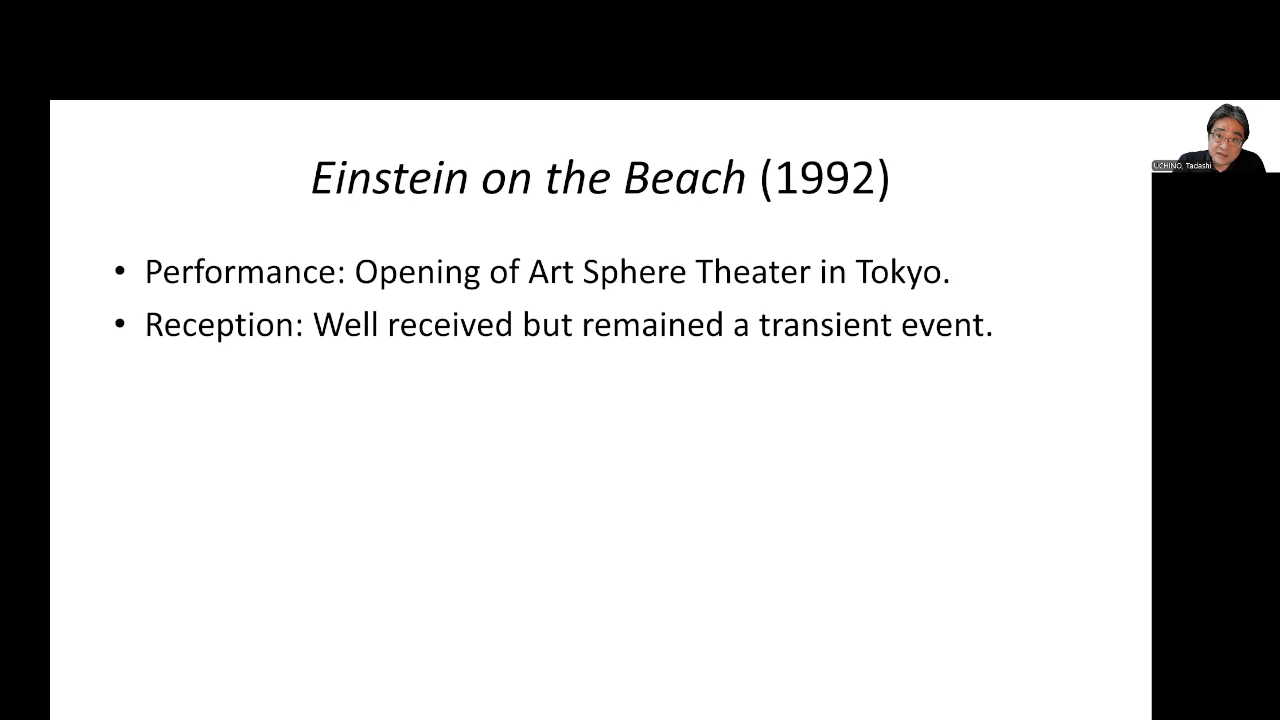 Einstein on the Beach (1992)
• Performance: Opening of Art Sphere Theater in Tokyo.
• Reception: Well received but remained a transient event.
UCHINO, Tadashi